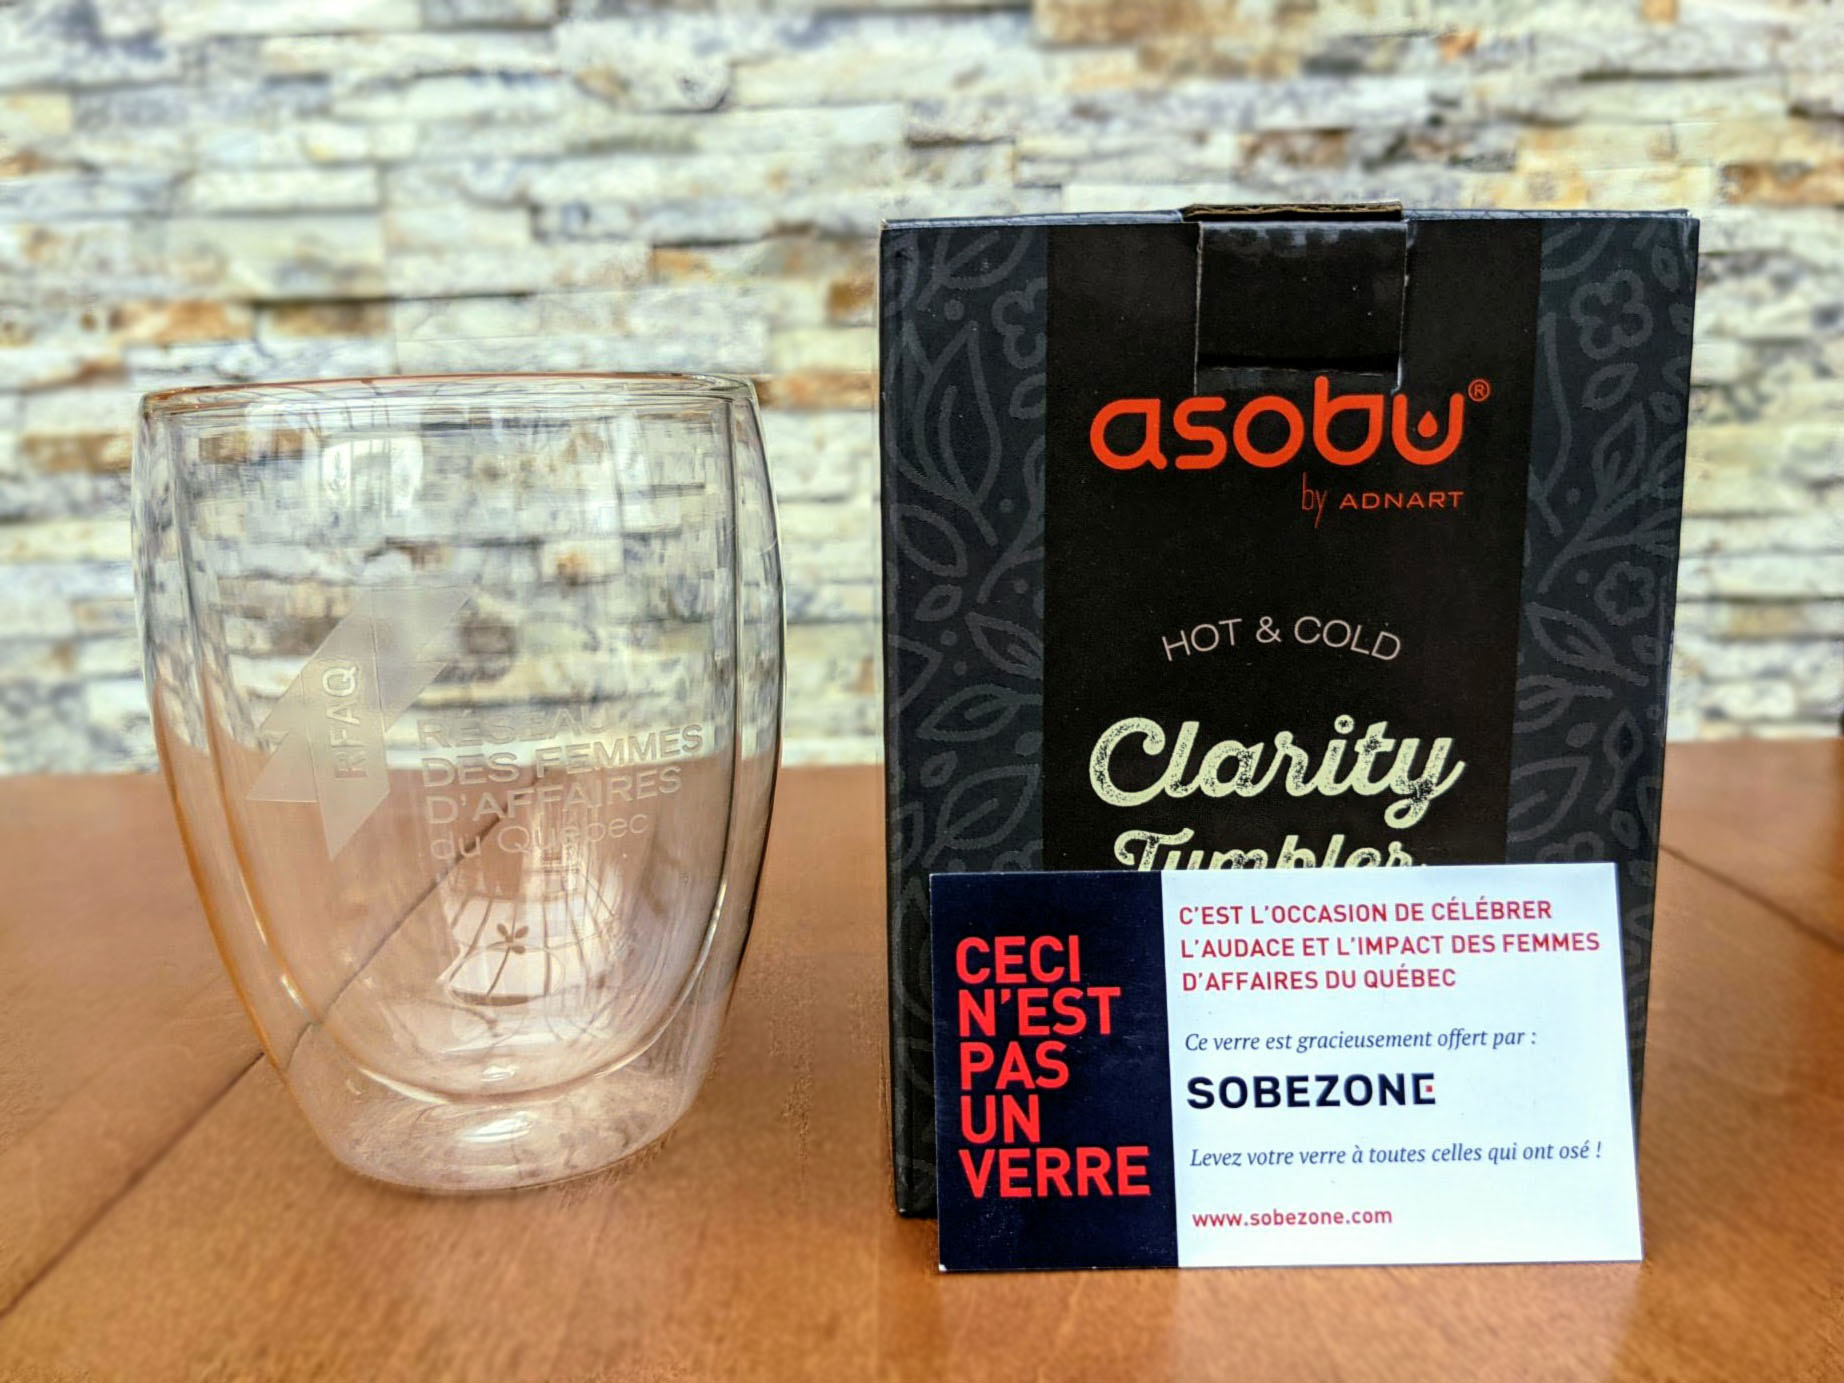 RFAQ
RÉSEAU
DES FEMMES
D'AFFAIRES
du Québec
asobu®
by ADNART
HOT & COLD
Clarity
Tumbler
CECI
N'EST
PAS
UN
VERRE
C'EST L'OCCASION DE CÉLÉBRER
L'AUDACE ET L'IMPACT DES FEMMES
D'AFFAIRES DU QUÉBEC
Ce verre est gracieusement offert par :
SOBEZONE
Levez votre verre à toutes celles qui ont osé !
www.sobezone.com